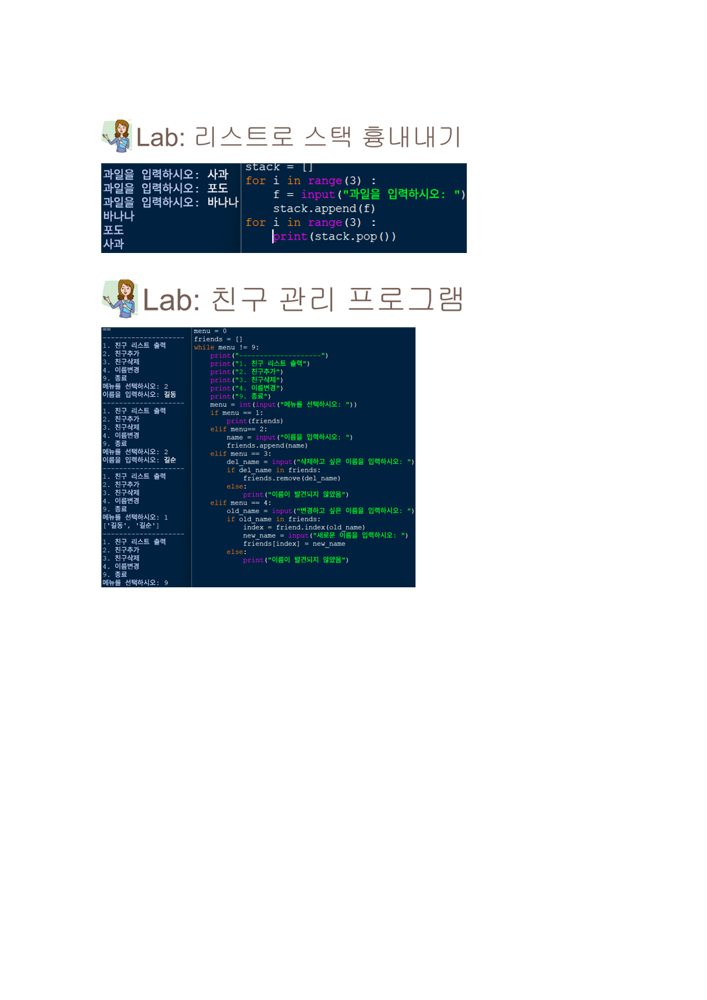 Lab: 리스트로 스택 흉내내기
과일을 입력하시오: 사과
과일을 입력하시오: 포도
과일을 입력하시오: 바나나
바나나
포도
사과
stack = []
for i in range(3) :
    f = input("과일을 입력하시오: ")
    stack.append(f)
for i in range(3) :
    print(stack.pop())
Lab: 친구 관리 프로그램
==
--------------------
1. 친구 리스트 출력
2. 친구추가
3. 친구삭제
4. 이름변경
9. 종료
메뉴를 선택하시오: 2
이름을 입력하시오: 길동
--------------------
1. 친구 리스트 출력
2. 친구추가
3. 친구삭제
4. 이름변경
9. 종료
메뉴를 선택하시오: 2
이름을 입력하시오: 길순
--------------------
1. 친구 리스트 출력
2. 친구추가
3. 친구삭제
4. 이름변경
9. 종료
메뉴를 선택하시오: 1
['길동', '길순']
--------------------
1. 친구 리스트 출력
2. 친구추가
3. 친구삭제
4. 이름변경
9. 종료
메뉴를 선택하시오: 9
menu = 0
friends = []
while menu != 9:
    print("--------------------")
    print("1. 친구 리스트 출력")
    print("2. 친구추가")
    print("3. 친구삭제")
    print("4. 이름변경")
    print("9. 종료")
    menu = int(input("메뉴를 선택하시오: "))
    if menu == 1:
        print(friends)
    elif menu== 2:
        name = input("이름을 입력하시오: ")
        friends.append(name)
    elif menu == 3:
        del_name = input("삭제하고 싶은 이름을 입력하시오: ")
        if del_name in friends:
            friends.remove(del_name)
        else:
            print("이름이 발견되지 않았음")
    elif menu == 4:
        old_name = input("변경하고 싶은 이름을 입력하시오: ")
        if old_name in friends:
            index = friend.index(old_name)
            new_name = input("새로운 이름을 입력하시오: ")
            friends[index] = new_name
        else:
            print("이름이 발견되지 않았음")